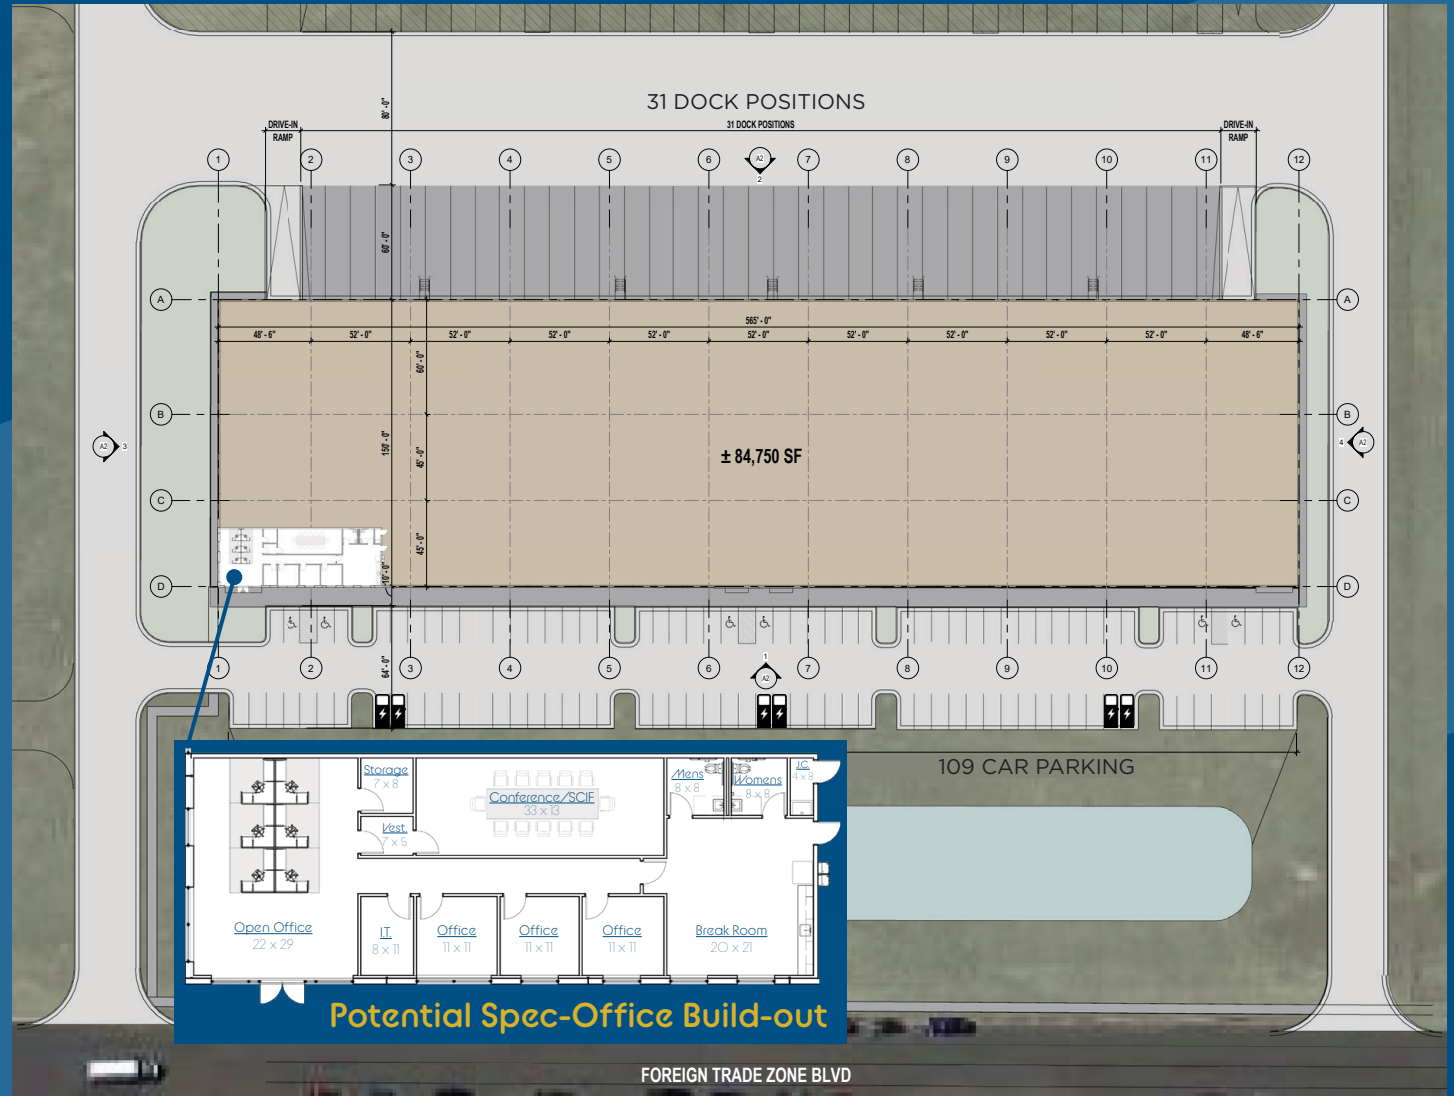 31 DOCK POSITIONS
31 DOCK POSITIONS
DRIVE-IN
RAMP
DRIVE-IN
RAMP
80' - 0"
1 2 3 4 5 6 A2 7 8 9 10 11 12
2
60' - 0"
A A
565' - 0"
48' - 6" 52' - 0" 52' - 0" 52' - 0" 52' - 0" 52' - 0" 52' - 0" 52' - 0" 52' - 0" 52' - 0" 48' - 6"
60' - 0"
B B
A2 3
4 A2
150' - 0"
45' - 0"
± 84,750 SF
C C
45' - 0"
10' - 0"
D D
64' - 0"
1
1 2 3 4 5 6 A2 7 8 9 10 11 12
109 CAR PARKING
Storage
7 x 8
Conference/SCIF
33 x 13
Mens
8 x 8
Womens
8 x 8
J.C.
4 x 8
Vest.
7 x 5
Open Office
22 x 29
I.T.
8 x 11
Office
11 x 11
Office
11 x 11
Office
11 x 11
Break Room
20 x 21
Potential Spec-Office Build-out
FOREIGN TRADE ZONE BLVD